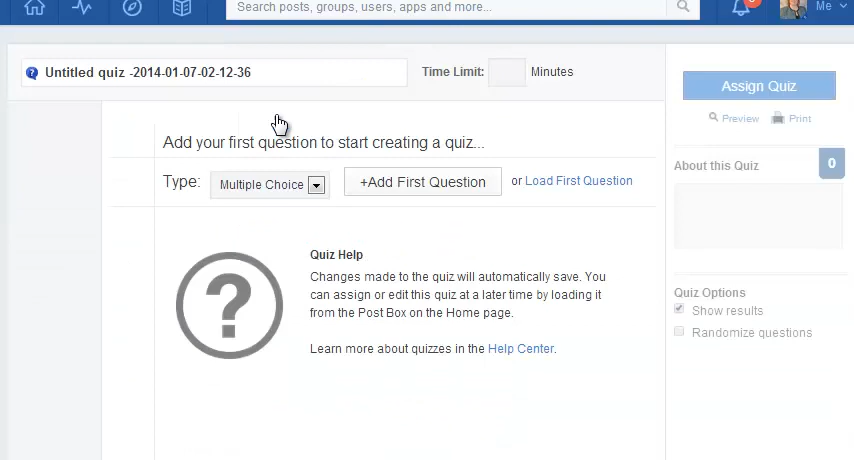 Search posts, groups, users, apps and more...
Me
Untitled quiz -2014-01-07-02-12-36
Time Limit:
Minutes
Assign Quiz
Preview
Print
Add your first question to start creating a quiz...
About this Quiz
0
Type:
Multiple Choice
+Add First Question
or Load First Question
Quiz Help
Changes made to the quiz will automatically save. You
can assign or edit this quiz at a later time by loading it
from the Post Box on the Home page.
Learn more about quizzes in the Help Center.
Quiz Options
Show results
Randomize questions